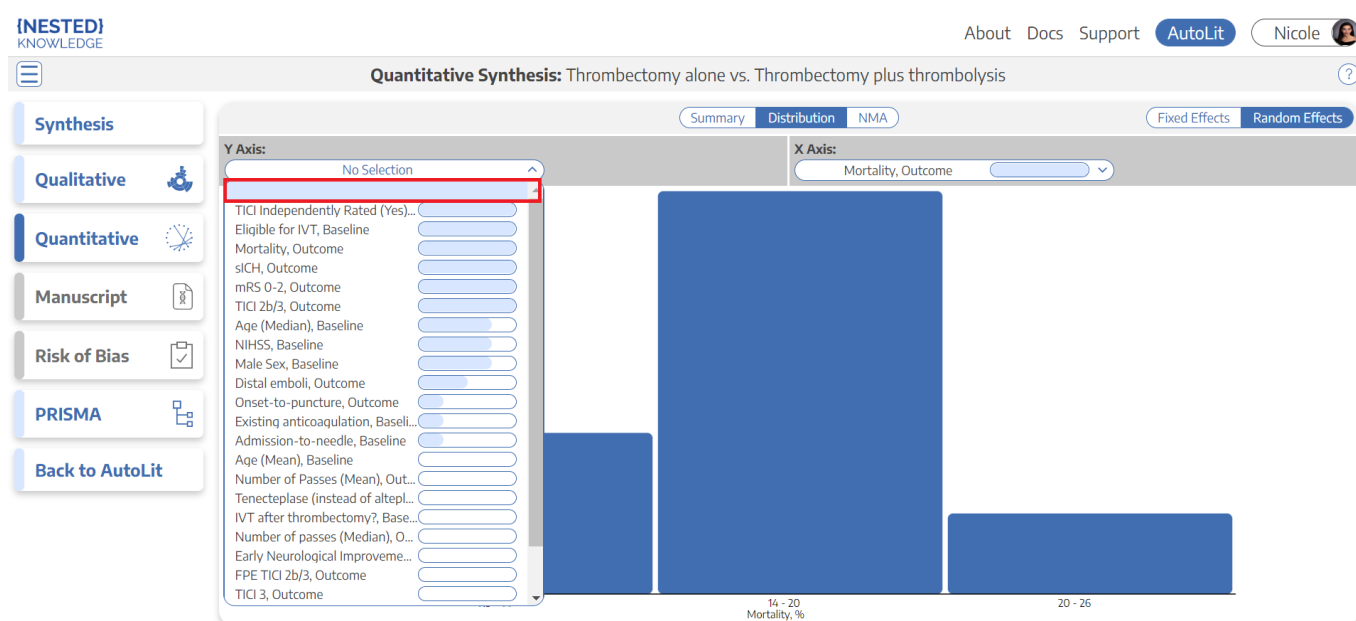 {NESTED}
KNOWLEDGE
About Docs Support AutoLit Nicole
Quantitative Synthesis: Thrombectomy alone vs. Thrombectomy plus thrombolysis
?
Synthesis
Qualitative
Quantitative
Manuscript
Risk of Bias
PRISMA
Back to AutoLit
Summary Distribution NMA
Fixed Effects Random Effects
Y Axis:
No Selection
X Axis:
Mortality, Outcome
TICI Independently Rated (Yes)...
Eligible for IVT, Baseline
Mortality, Outcome
sICH, Outcome
mRS 0-2, Outcome
TICI 2b/3, Outcome
Age (Median), Baseline
NIHSS, Baseline
Male Sex, Baseline
Distal emboli, Outcome
Onset-to-puncture, Outcome
Existing anticoagulation, Baseli...
Admission-to-needle, Baseline
Age (Mean), Baseline
Number of Passes (Mean), Out...
Tenecteplase (instead of altepl...
IVT after thrombectomy?, Base...
Number of passes (Median), O...
Early Neurological Improveme...
FPE TICI 2b/3, Outcome
TICI 3, Outcome
14 - 20
20 - 26
Mortality, %